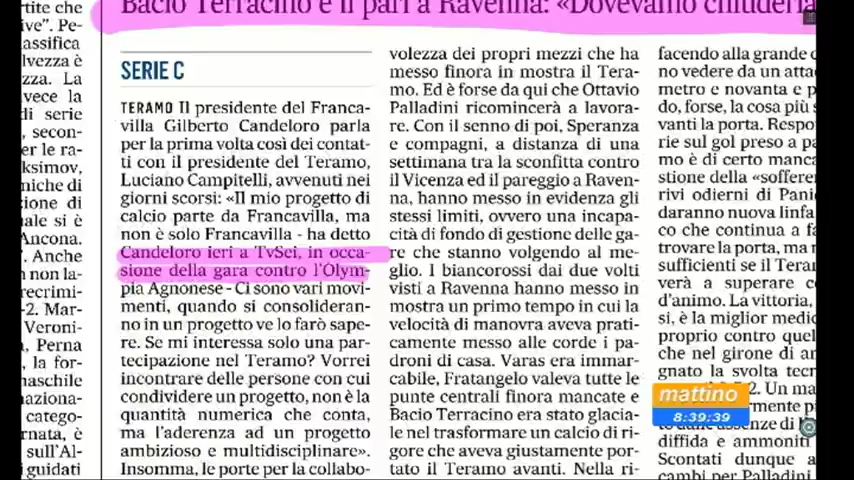 Bacio Terracino e il pari a Ravenna: «Dovevamo chiuderla
tite che
ive". Pe-
lassifica
lvezza è
zza. La
vece la
di serie
, secon-
er le ra-
ksimov,
niche di
zione di
uale si è
Ancona.
". Anche
n non la-
recrimi-
-2. Mar-
Veroni-
, Perna
, la for-
maschile
naziona-
catego-
rnata, è
sull'Al-
guidati
SERIE C
TERAMO Il presidente del Franca-
villa Gilberto Candeloro parla
per la prima volta così dei contat-
ti con il presidente del Teramo,
Luciano Campitelli, avvenuti nei
giorni scorsi: «Il mio progetto di
calcio parte da Francavilla, ma
non è solo Francavilla - ha detto
Candeloro ieri a TvSei, in occa-
sione della gara contro l'Olym-
pia Agnonese - Ci sono vari movi-
menti, quando si consolideran-
no in un progetto ve lo farò sape-
re. Se mi interessa solo una par-
tecipazione nel Teramo? Vorrei
incontrare delle persone con cui
condividere un progetto, non è la
quantità numerica che conta,
ma l'aderenza ad un progetto
ambizioso e multidisciplinare».
Insomma, le porte per la collabo-
volezza dei propri mezzi che ha
messo finora in mostra il Tera-
mo. Ed è forse da qui che Ottavio
Palladini ricomincerà a lavora-
re. Con il senno di poi, Speranza
e compagni, a distanza di una
settimana tra la sconfitta contro
il Vicenza ed il pareggio a Raven-
na, hanno messo in evidenza gli
stessi limiti, ovvero una incapa-
cità di fondo di gestione delle ga-
re che stanno volgendo al me-
glio. I biancorossi dai due volti
visti a Ravenna hanno messo in
mostra un primo tempo in cui la
velocità di manovra aveva prati-
camente messo alle corde i pa-
droni di casa. Varas era immar-
cabile, Fratangelo valeva tutte le
punte centrali finora mancate e
Bacio Terracino era stato glacia-
le nel trasformare un calcio di ri-
gore che aveva giustamente por-
tato il Teramo avanti. Nella ri-
facendo alla grande c
no vedere da un atta
metro e novanta e p
do, forse, la cosa più s
vanti la porta. Respo
rie sul gol preso a pa
mo è di certo manca
stione della «sofferen
rivi odierni di Panic
daranno nuova linfa
co che continua a f
trovare la porta, ma n
sufficienti se il Teran
verà a superare c
d'animo. La vittoria,
si, è la miglior medic
proprio contro quel
che nel girone di an
gnato la svolta tecn
Un ma
diffida e ammoniti
Scontati dunque a
cambi per Palladini
mattino
8:39:39